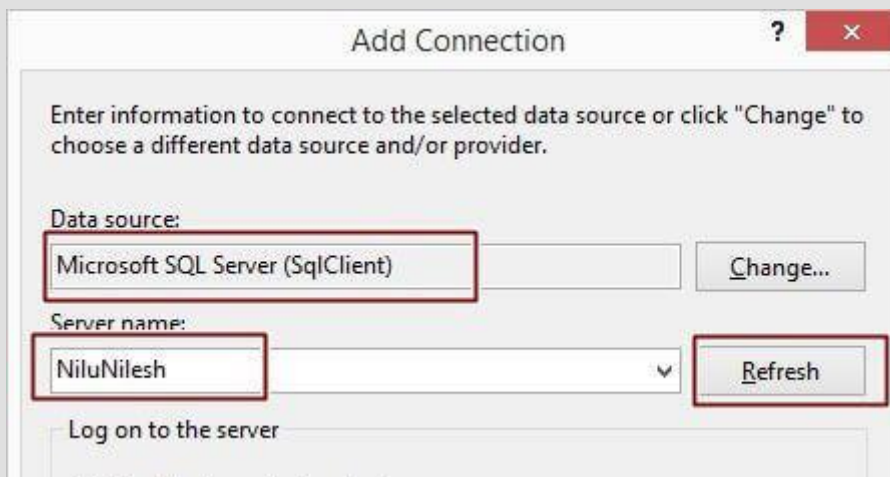 Add Connection
?
×
Enter information to connect to the selected data source or click "Change" to
choose a different data source and/or provider.
Data source:
Microsoft SQL Server (SqlClient)
Change...
Server name:
NiluNilesh
Refresh
Log on to the server